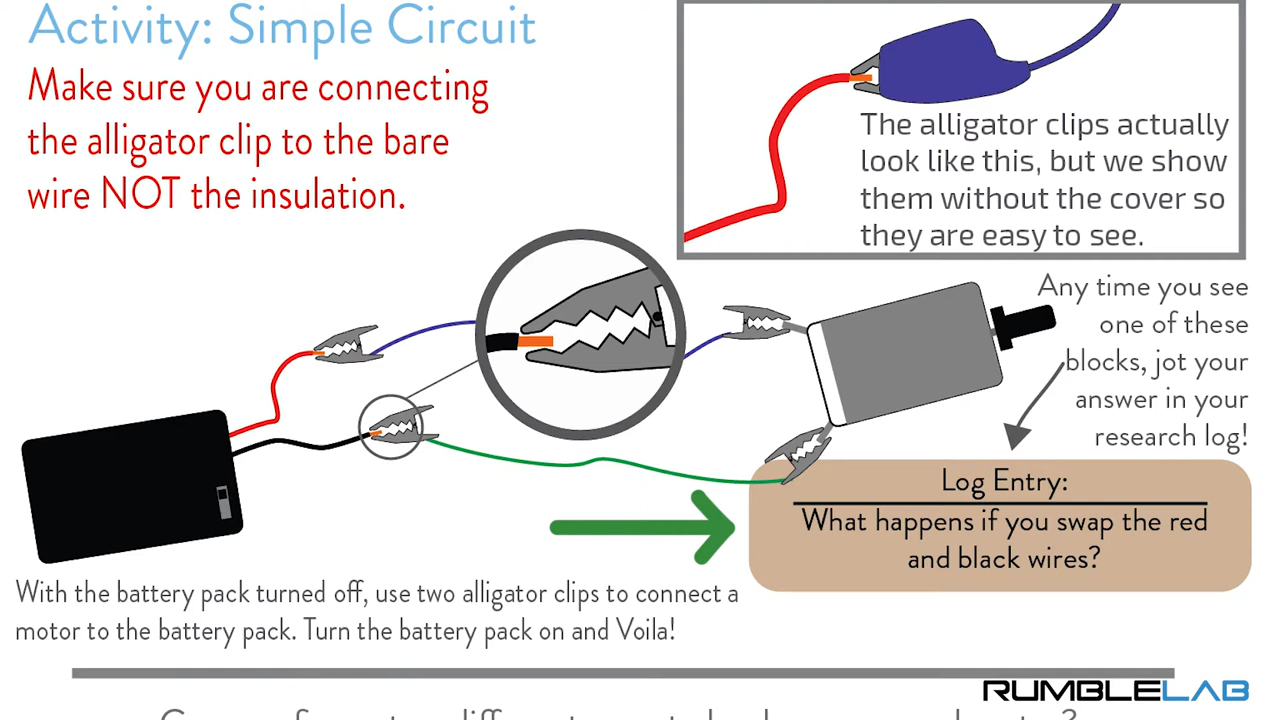 Activity: Simple Circuit
Make sure you are connecting
the alligator clip to the bare
wire NOT the insulation.
The alligator clips actually
look like this, but we show
them without the cover so
they are easy to see.
Any time you see
one of these
blocks, jot your
answer in your
research log!
Log Entry:
What happens if you swap the red
and black wires?
With the battery pack turned off, use two alligator clips to connect a
motor to the battery pack. Turn the battery pack on and Voila!
RUMBLELAB